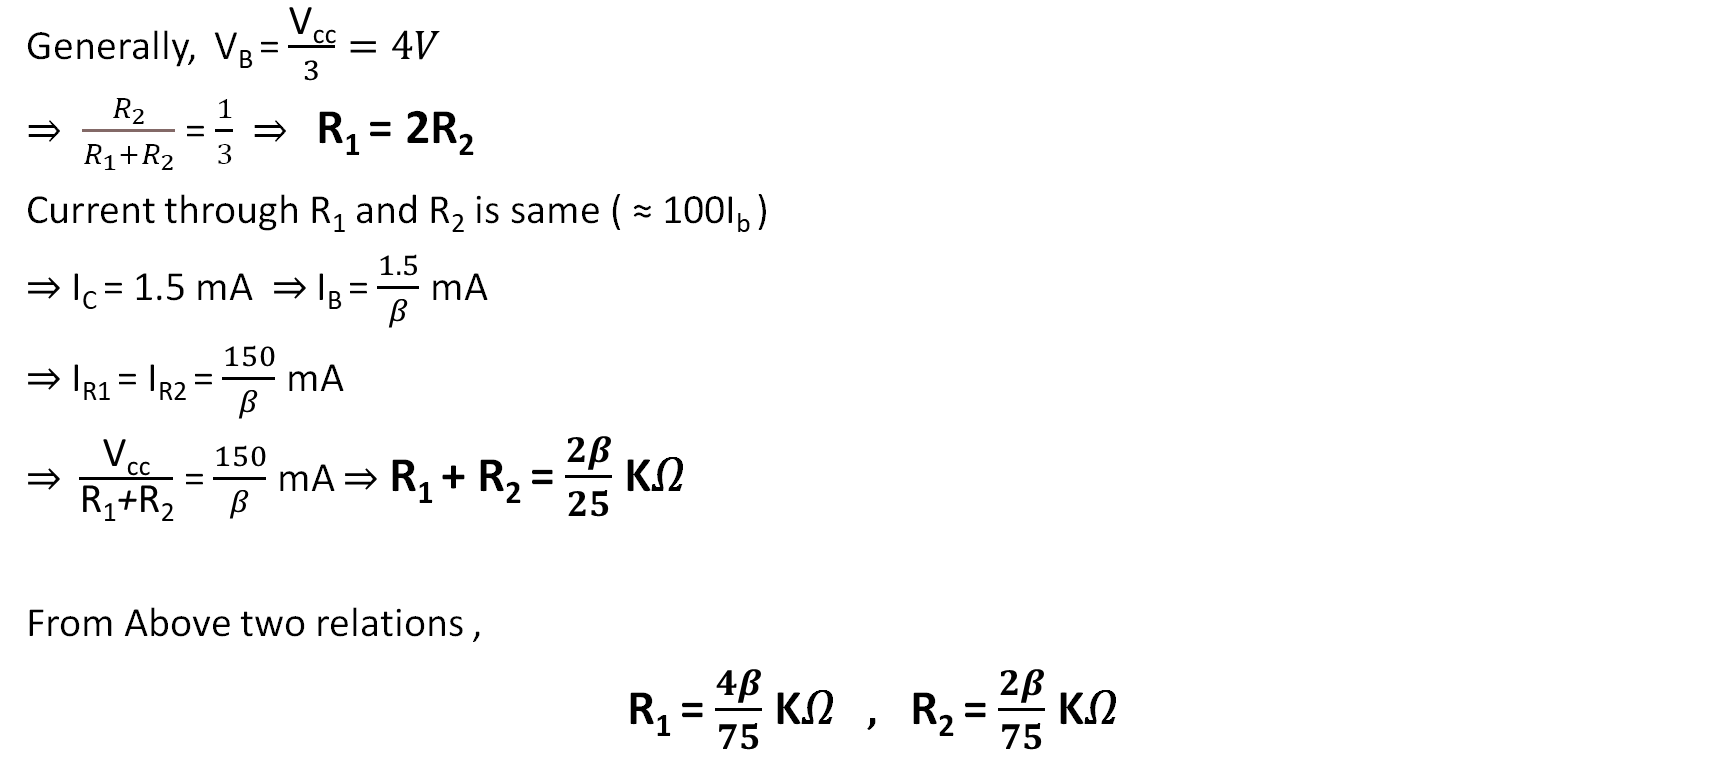 Generally, V_B = V_cc/3 = 4V
⇒ R_2/(R_1+R_2) = 1/3 ⇒ R_1 = 2R_2
Current through R_1 and R_2 is same ( ≈ 100I_b )
⇒ I_C = 1.5 mA ⇒ I_B = 1.5/β mA
⇒ I_R1 = I_R2 = 150/β mA
⇒ V_cc/(R_1+R_2) = 150/β mA ⇒ R_1 + R_2 = 2β/25 KΩ
From Above two relations ,
R_1 = 4β/75 KΩ , R_2 = 2β/75 KΩ